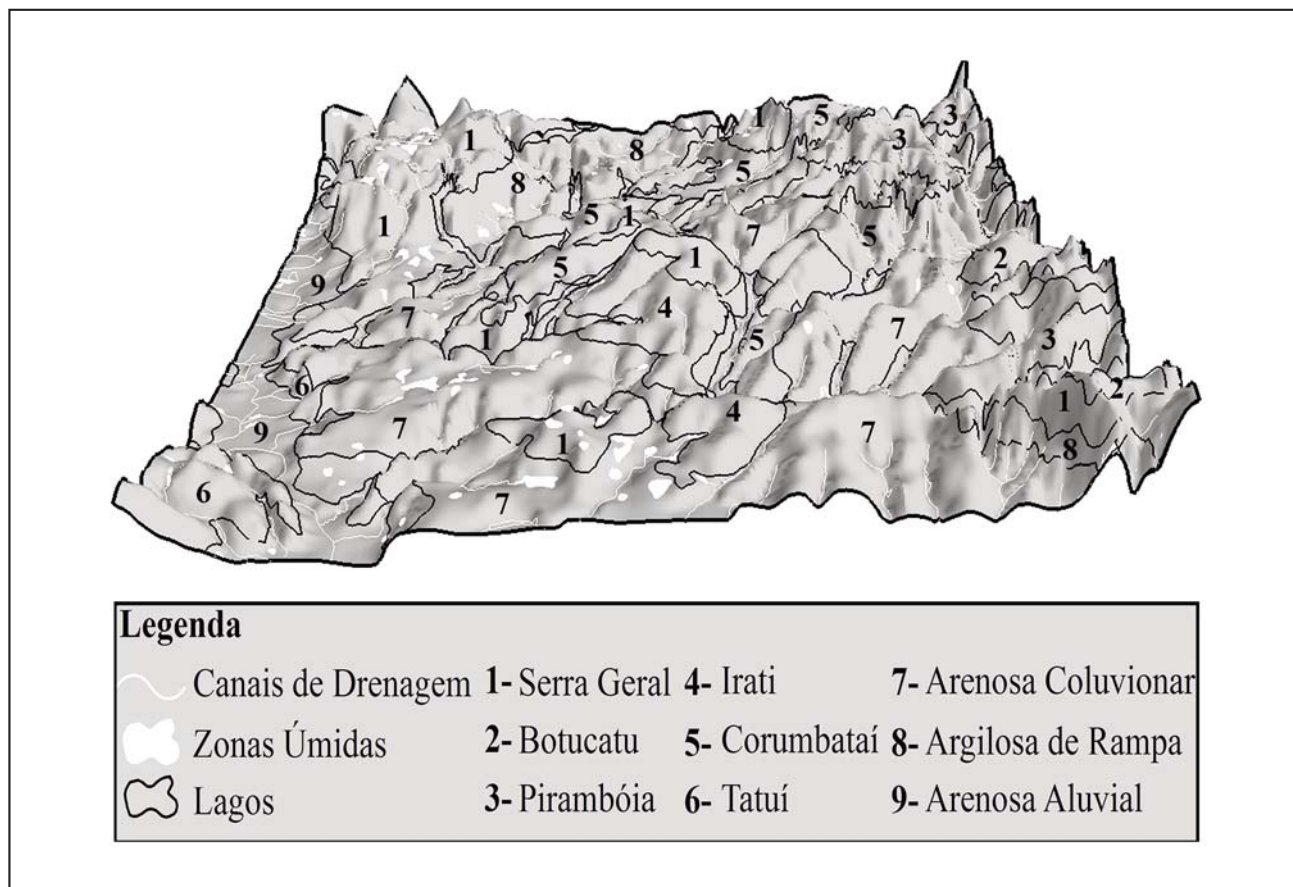 1 5 3
1 3
8
5
8
1 5 1 7 5
1 2
5
9 4
7 7
1 5 3
6 1 2
4
9 7 7
1 8
6
7
Legenda
Canais de Drenagem 1- Serra Geral 4- Irati 7- Arenosa Coluvionar
Zonas Úmidas 2- Botucatu 5- Corumbataí 8- Argilosa de Rampa
Lagos 3- Pirambóia 6- Tatuí 9- Arenosa Aluvial